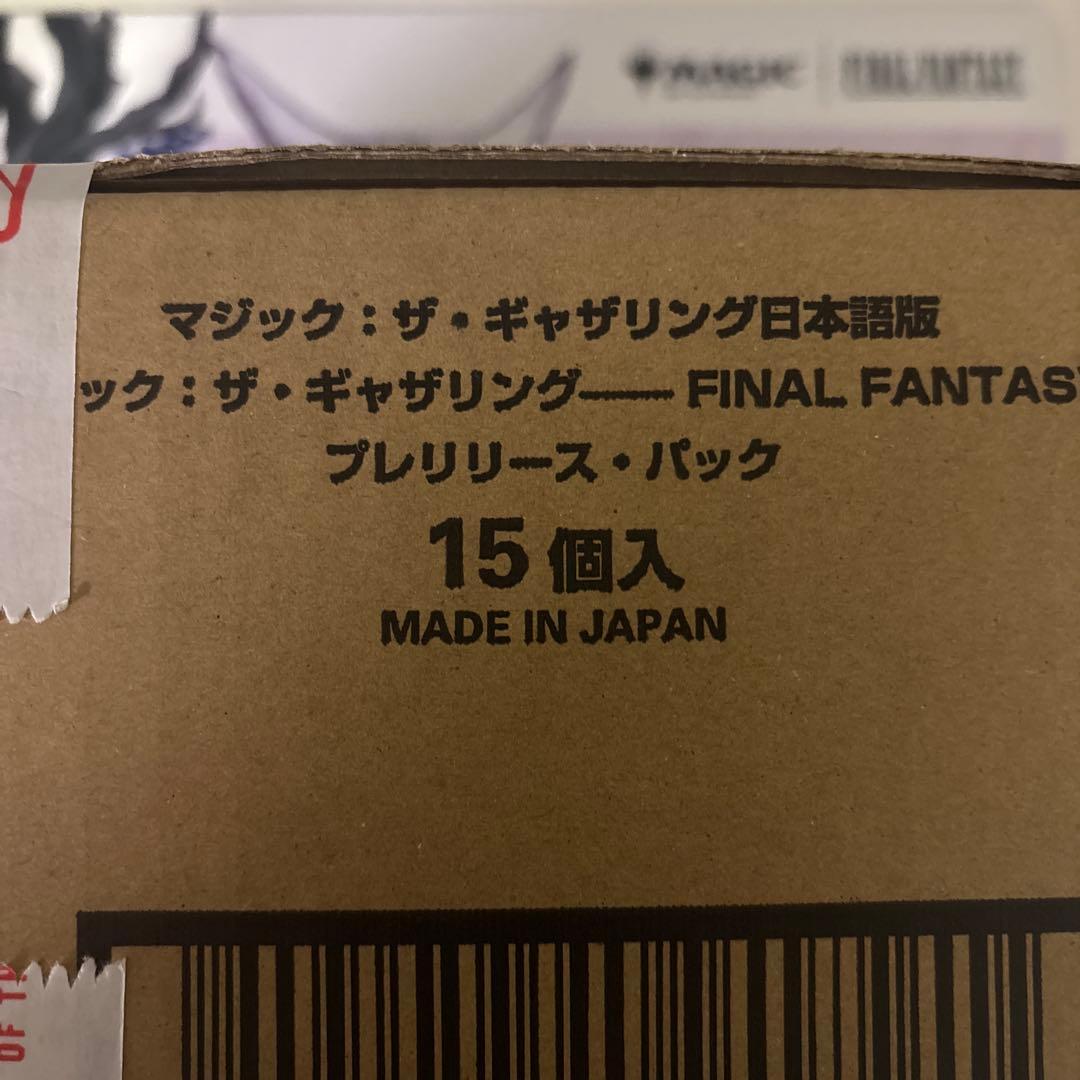 マジック：ザ・ギャザリング日本語版
ック：ザ・ギャザリング—— FINAL FANTAS
プレリリース・パック
15 個入
MADE IN JAPAN
Y
OF